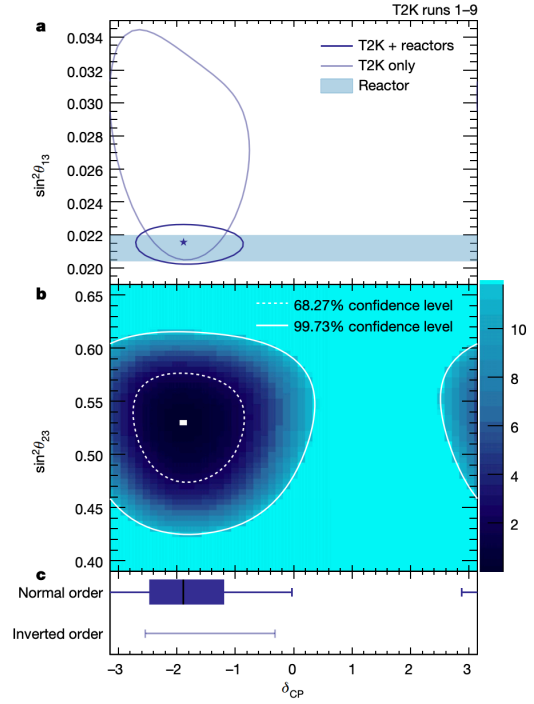 T2K runs 1–9
a
0.034
0.032
0.030
0.028
0.026
0.024
0.022
0.020
sin²θ₁₃
T2K + reactors
T2K only
Reactor
b
0.65
0.60
0.55
0.50
0.45
0.40
sin²θ₂₃
68.27% confidence level
99.73% confidence level
10
8
6
4
2
c
Normal order
Inverted order
−3 −2 −1 0 1 2 3
δCP